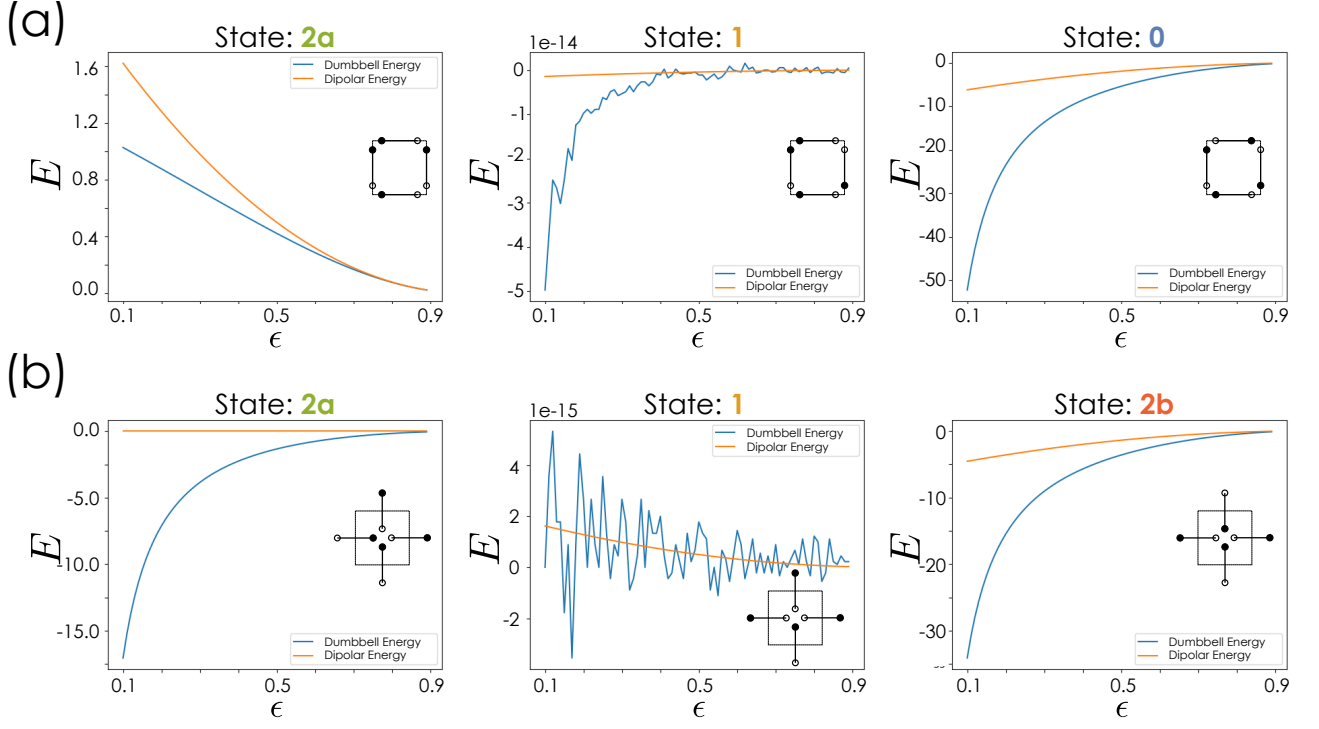 (a)
State: 2a
1.6
1.2
0.8
0.4
0.0
E
0.1
0.5
0.9
ϵ
Dumbbell Energy
Dipolar Energy
State: 1
1e-14
0
-1
-2
-3
-4
-5
E
0.1
0.5
0.9
ϵ
Dumbbell Energy
Dipolar Energy
State: 0
0
-10
-20
-30
-40
-50
E
0.1
0.5
0.9
ϵ
Dumbbell Energy
Dipolar Energy
(b)
State: 2a
0.0
-5.0
-10.0
-15.0
E
0.1
0.5
0.9
ϵ
Dumbbell Energy
Dipolar Energy
State: 1
1e-15
4
2
0
-2
E
0.1
0.5
0.9
ϵ
Dumbbell Energy
Dipolar Energy
State: 2b
0
-10
-20
-30
E
0.1
0.5
0.9
ϵ
Dumbbell Energy
Dipolar Energy